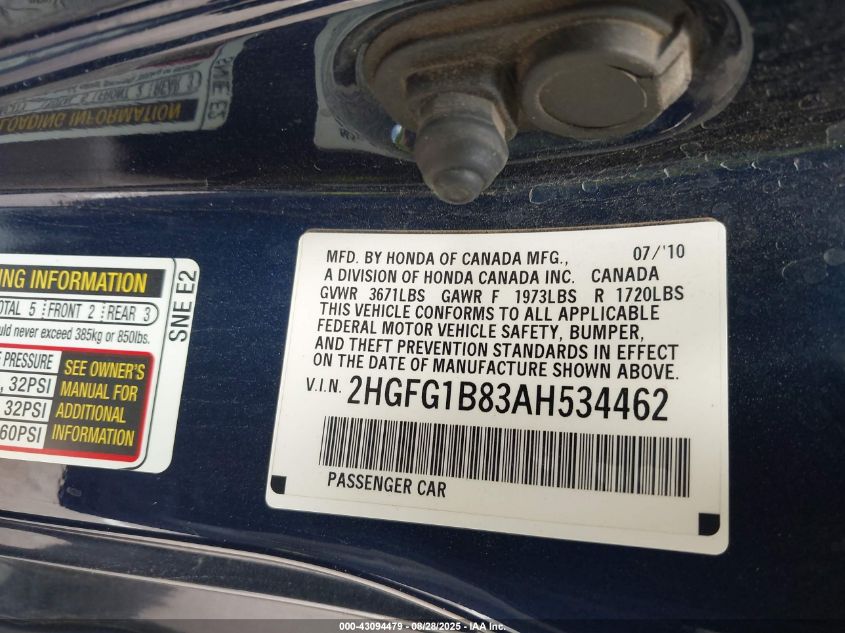 MFD. BY HONDA OF CANADA MFG., 07/'10
A DIVISION OF HONDA CANADA INC. CANADA
GVWR 3671LBS GAWR F 1973LBS R 1720LBS
THIS VEHICLE CONFORMS TO ALL APPLICABLE
FEDERAL MOTOR VEHICLE SAFETY, BUMPER,
AND THEFT PREVENTION STANDARDS IN EFFECT
ON THE DATE OF MANUFACTURE SHOWN ABOVE.
V.I.N. 2HGFG1B83AH534462
PASSENGER CAR
ING INFORMATION
OTAL 5 FRONT 2 REAR 3
uld never exceed 385kg or 850lbs.
PRESSURE
, 32PSI
32PSI
60PSI
SEE OWNER'S
MANUAL FOR
ADDITIONAL
INFORMATION
SNE E2
LOADING INFORMATION
000-43094479 - 08/28/2025 - IAA Inc.